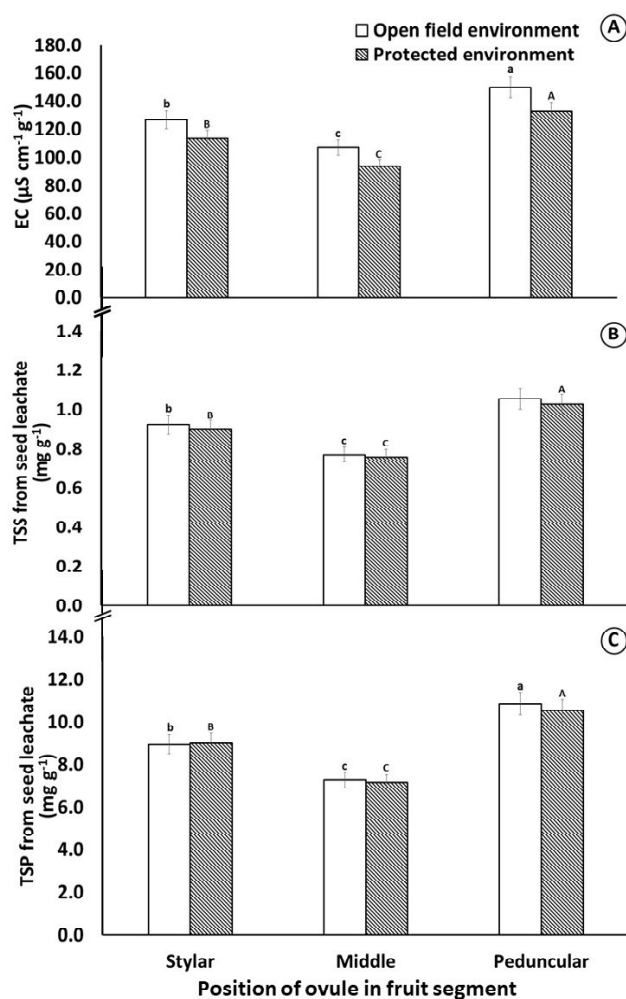 Open field environment
Protected environment
A
180.0
160.0
140.0
120.0
100.0
80.0
60.0
40.0
20.0
0.0
EC (µS cm⁻¹ g⁻¹)
b
B
c
C
a
A
B
1.4
1.2
1.0
0.8
0.6
0.4
0.2
0.0
TSS from seed leachate
(mg g⁻¹)
b
B
c
C
A
C
14.0
12.0
10.0
8.0
6.0
4.0
2.0
0.0
TSP from seed leachate
(mg g⁻¹)
b
B
c
C
a
A
Stylar Middle Peduncular
Position of ovule in fruit segment